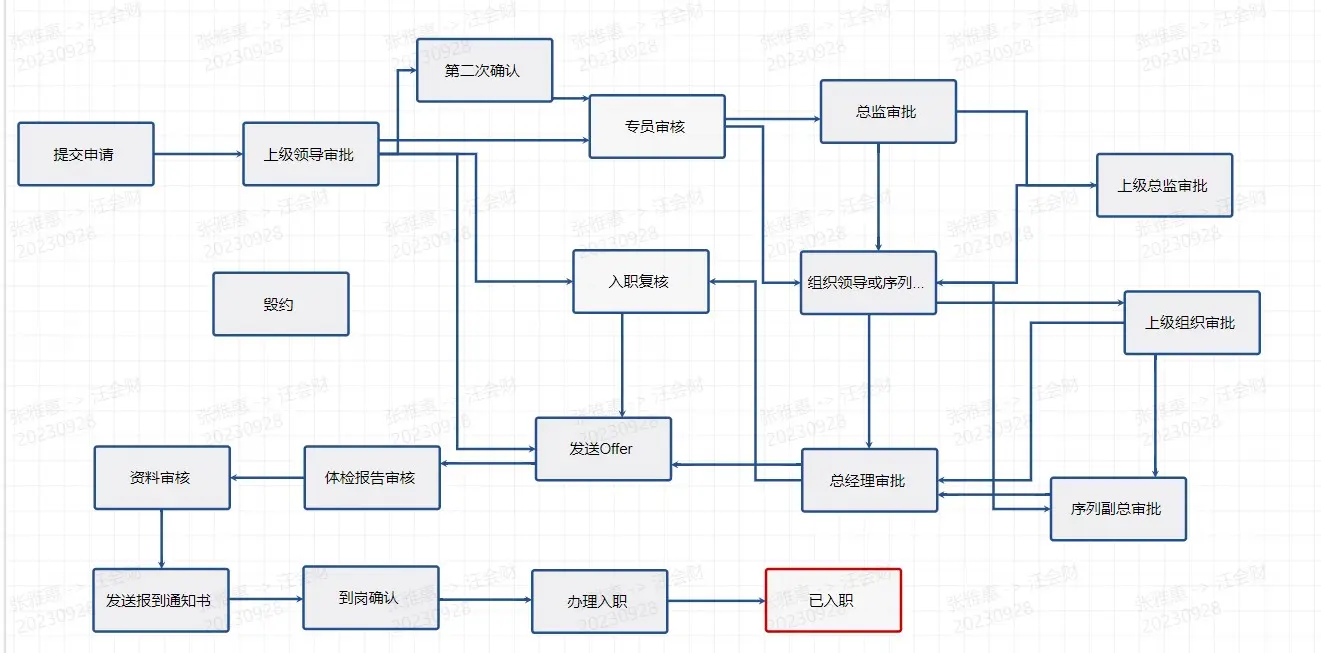 第二次确认
总监审批
专员审核
提交申请
上级领导审批
上级总监审批
入职复核
组织领导或序列...
毁约
上级组织审批
发送Offer
资料审核
体检报告审核
总经理审批
序列副总审批
发送报到通知书
到岗确认
办理入职
已入职
张雅惠 -> 汪会财
20230928